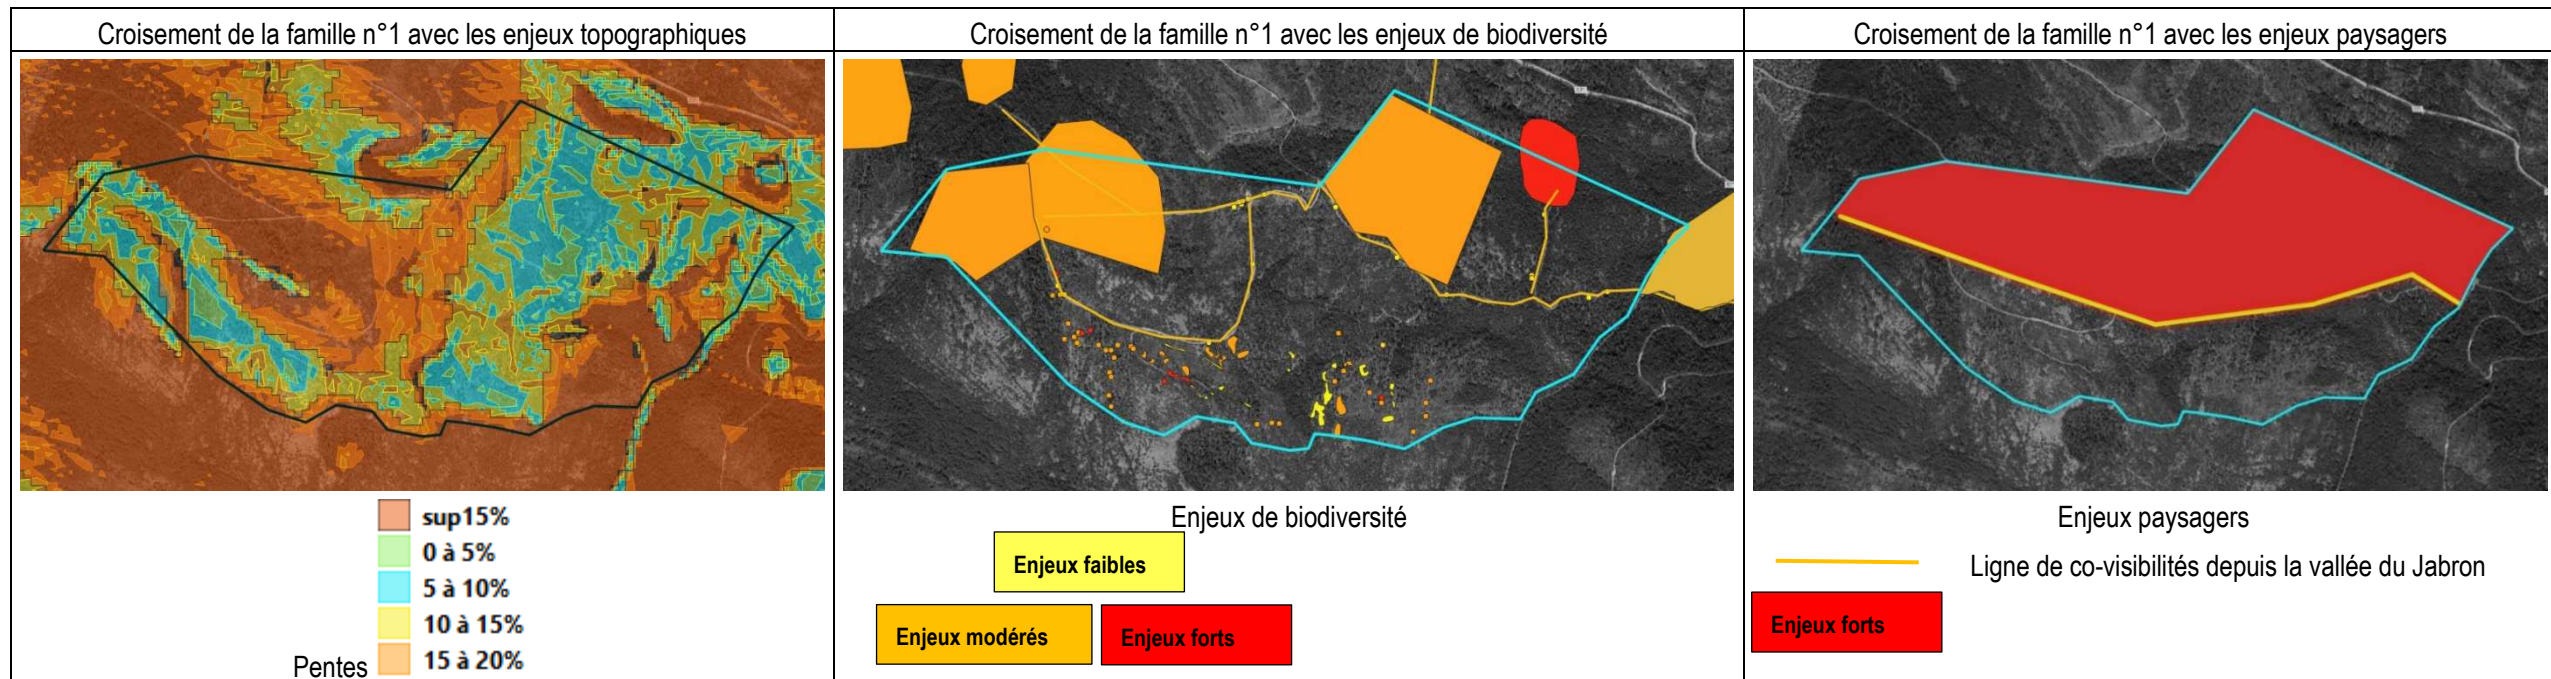 Croisement de la famille n°1 avec les enjeux topographiques
Croisement de la famille n°1 avec les enjeux de biodiversité
Croisement de la famille n°1 avec les enjeux paysagers
sup15%
0 à 5%
5 à 10%
10 à 15%
15 à 20%
Pentes
Enjeux de biodiversité
Enjeux faibles
Enjeux modérés
Enjeux forts
Enjeux paysagers
Ligne de co-visibilités depuis la vallée du Jabron
Enjeux forts